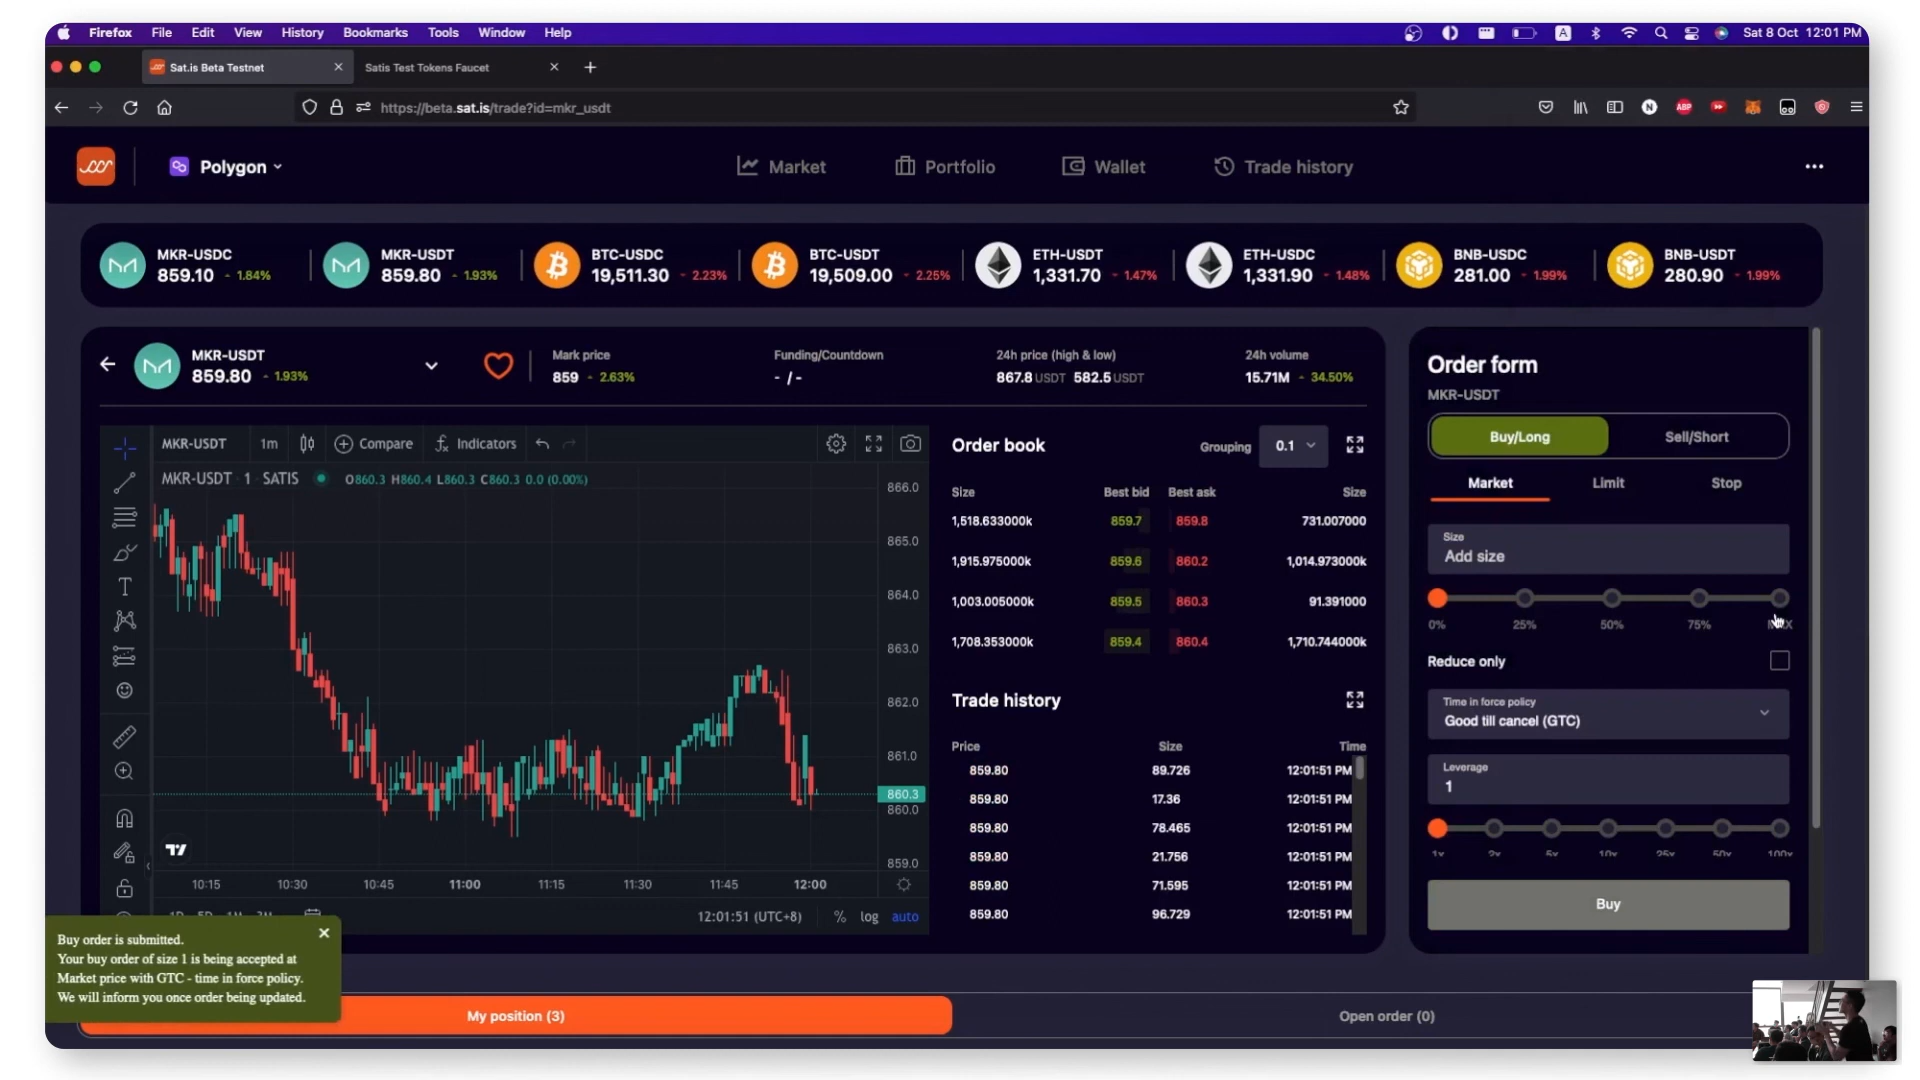 Firefox File Edit View History Bookmarks Tools Window Help
A Sat 8 Oct 12:01 PM
Sat.is Beta Testnet
Satis Test Tokens Faucet
https://beta.sat.is/trade?id=mkr_usdt
N ABP
Polygon
Market
Portfolio
Wallet
Trade history
MKR-USDC
859.10 1.84%
MKR-USDT
859.80 1.93%
BTC-USDC
19,511.30 2.23%
BTC-USDT
19,509.00 2.25%
ETH-USDT
1,331.70 1.47%
ETH-USDC
1,331.90 1.48%
BNB-USDC
281.00 1.99%
BNB-USDT
280.90 1.99%
MKR-USDT
859.80 1.93%
Mark price
859 2.63%
Funding/Countdown
- / -
24h price (high & low)
867.8 USDT 582.5 USDT
24h volume
15.71M 34.50%
MKR-USDT 1m Compare Indicators
MKR-USDT · 1 · SATIS O860.3 H860.4 L860.3 C860.3 0.0 (0.00%)
866.0
865.0
864.0
863.0
862.0
861.0
860.3
860.0
859.0
10:15 10:30 10:45 11:00 11:15 11:30 11:45 12:00
12:01:51 (UTC+8) % log auto
Order book
Grouping 0.1
Size Best bid Best ask Size
1,518.633000k 859.7 859.8 731.007000
1,915.975000k 859.6 860.2 1,014.973000k
1,003.005000k 859.5 860.3 91.391000
1,708.353000k 859.4 860.4 1,710.744000k
Trade history
Price Size Time
859.80 89.726 12:01:51 PM
859.80 17.36 12:01:51 PM
859.80 78.465 12:01:51 PM
859.80 21.756 12:01:51 PM
859.80 71.595 12:01:51 PM
859.80 96.729 12:01:51 PM
Order form
MKR-USDT
Buy/Long Sell/Short
Market Limit Stop
Size
Add size
0% 25% 50% 75%
Reduce only
Time in force policy
Good till cancel (GTC)
Leverage
1
1x 2x 5x 10x 25x 50x 100x
Buy
Buy order is submitted.
Your buy order of size 1 is being accepted at
Market price with GTC - time in force policy.
We will inform you once order being updated.
My position (3)
Open order (0)